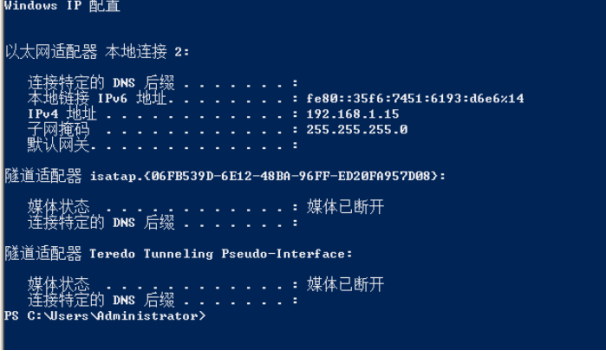 Windows IP 配置
以太网适配器 本地连接 2:
连接特定的 DNS 后缀 . . . . . . . :
本地链接 IPv6 地址. . . . . . . . : fe80::35f6:7451:6193:d6e6%14
IPv4 地址 . . . . . . . . . . . . : 192.168.1.15
子网掩码 . . . . . . . . . . . . : 255.255.255.0
默认网关. . . . . . . . . . . . . :
隧道适配器 isatap.{06FB539D-6E12-48BA-96FF-ED20FA957D08}:
媒体状态 . . . . . . . . . . . . : 媒体已断开
连接特定的 DNS 后缀 . . . . . . . :
隧道适配器 Teredo Tunneling Pseudo-Interface:
媒体状态 . . . . . . . . . . . . : 媒体已断开
连接特定的 DNS 后缀 . . . . . . . :
PS C:\Users\Administrator>